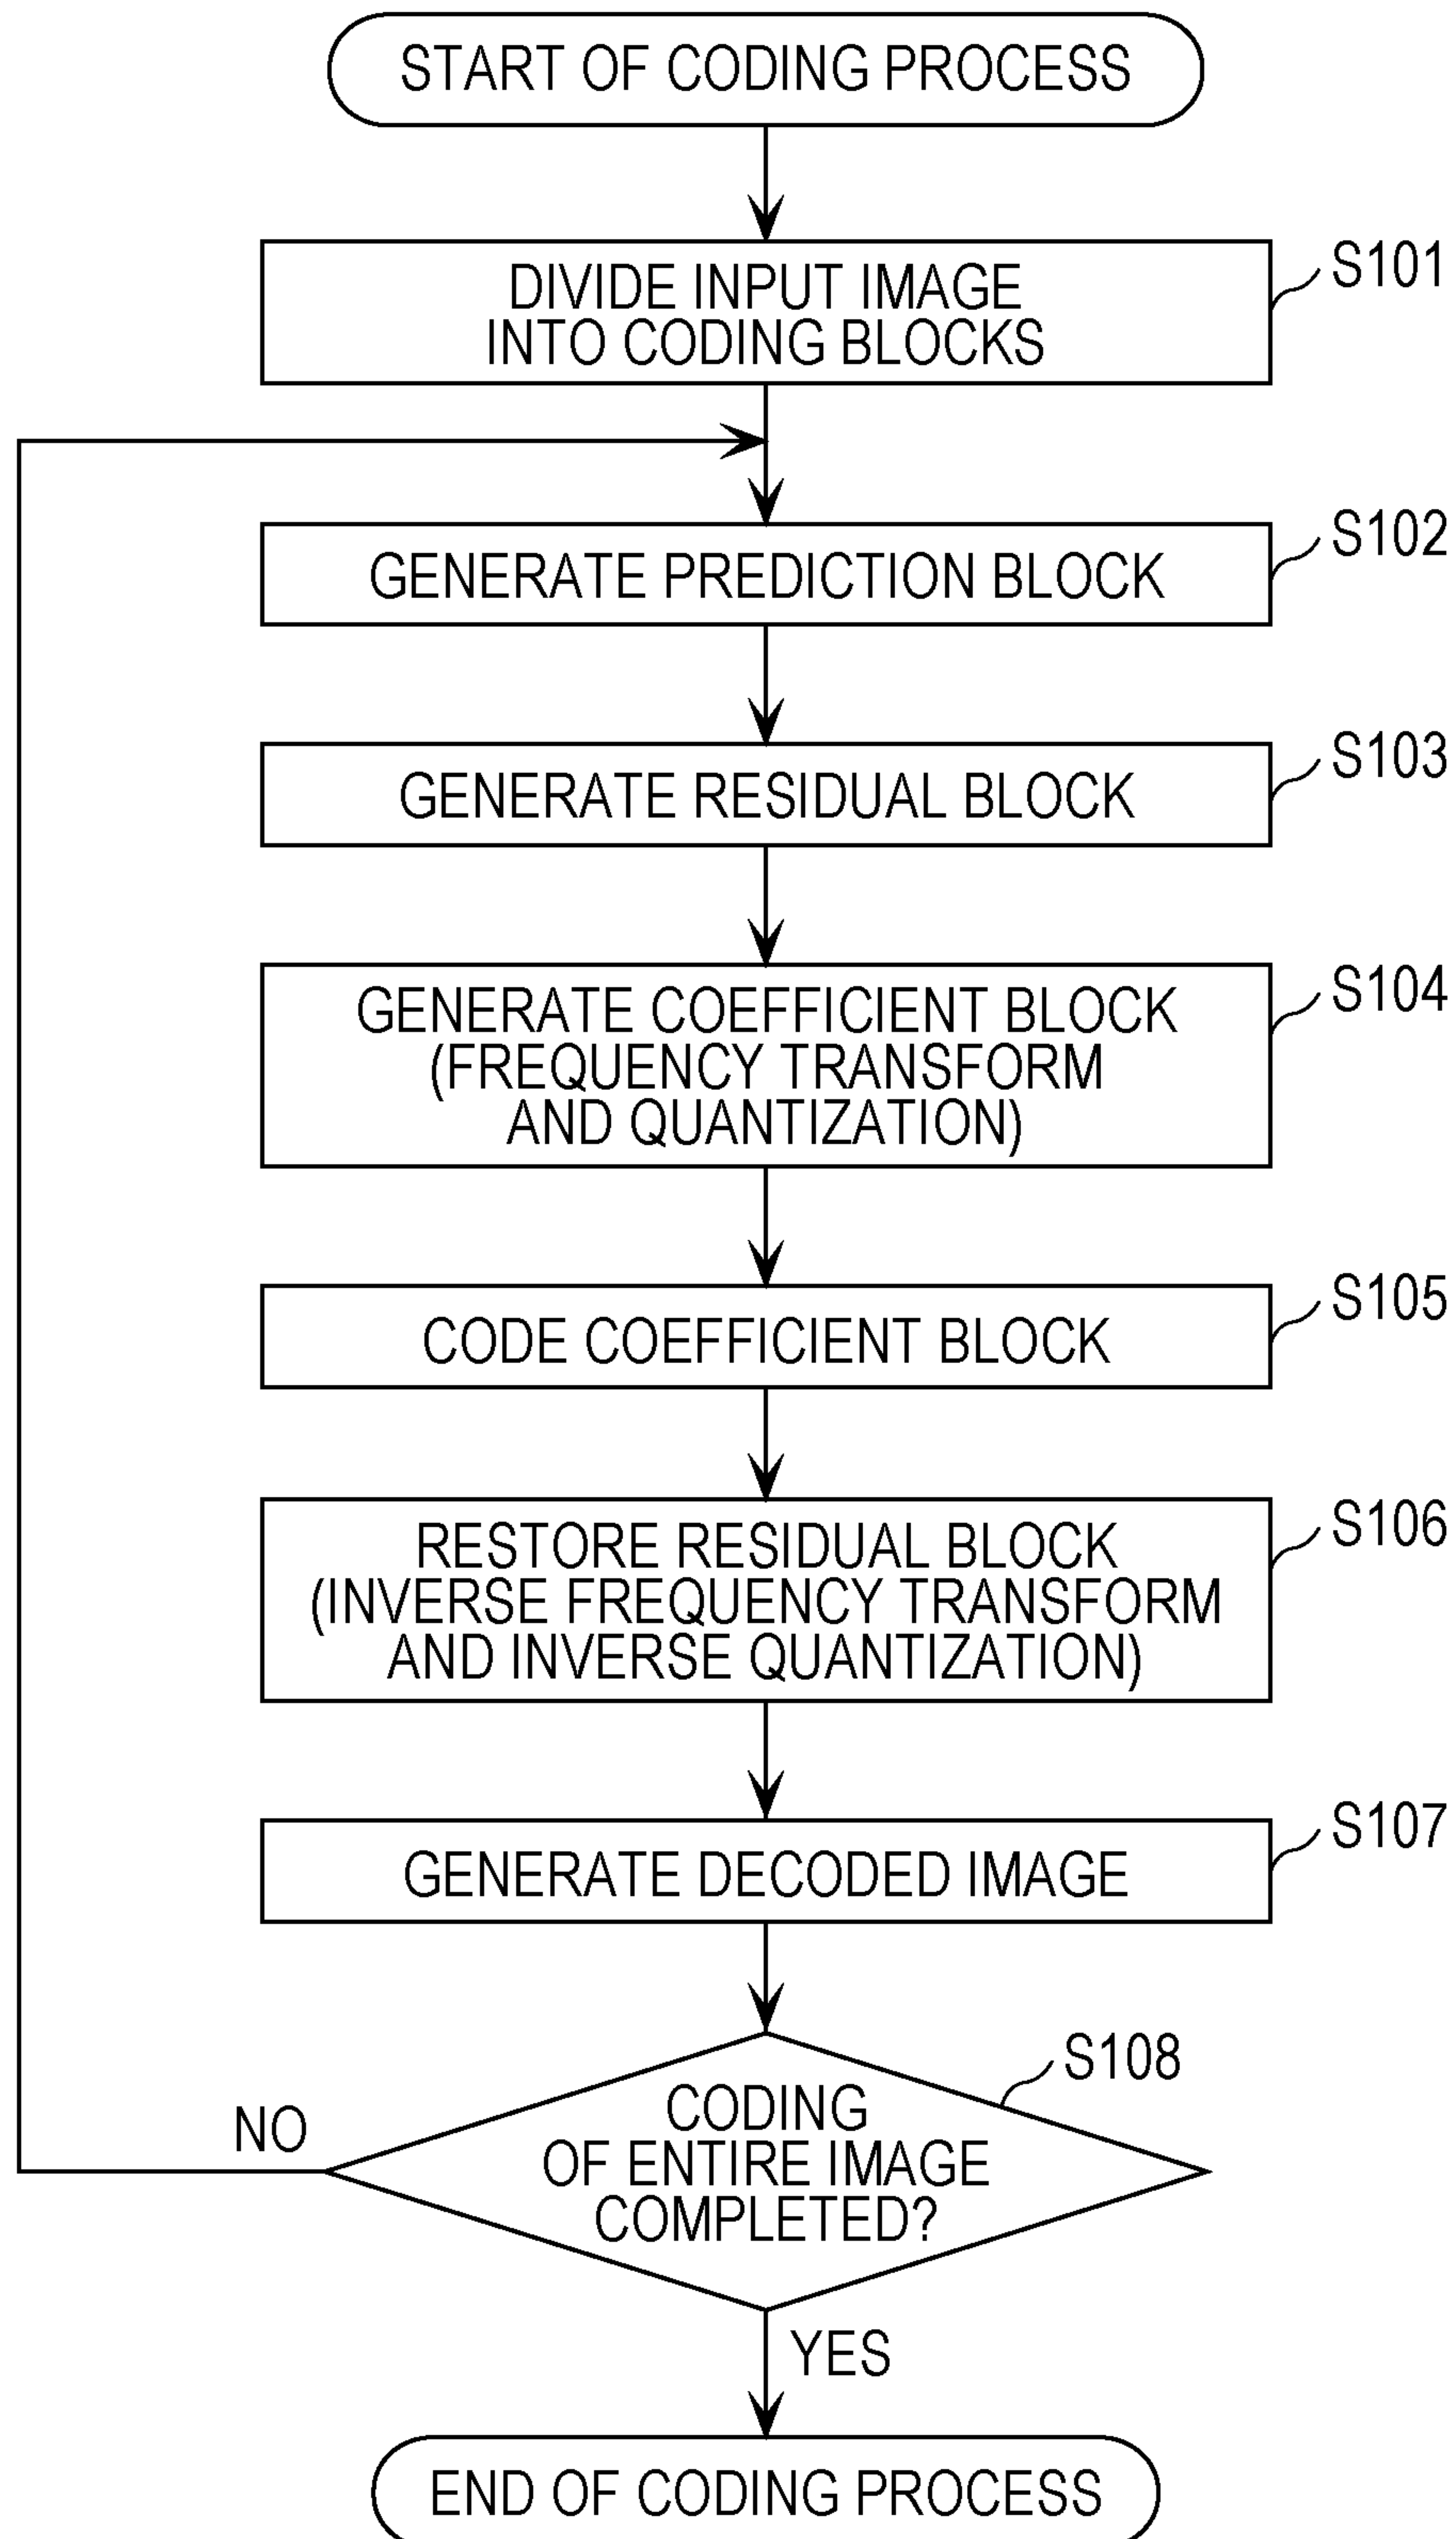 START OF CODING PROCESS
DIVIDE INPUT IMAGE
INTO CODING BLOCKS
S101
GENERATE PREDICTION BLOCK
S102
GENERATE RESIDUAL BLOCK
S103
GENERATE COEFFICIENT BLOCK
(FREQUENCY TRANSFORM
AND QUANTIZATION)
S104
CODE COEFFICIENT BLOCK
S105
RESTORE RESIDUAL BLOCK
(INVERSE FREQUENCY TRANSFORM
AND INVERSE QUANTIZATION)
S106
GENERATE DECODED IMAGE
S107
CODING
OF ENTIRE IMAGE
COMPLETED?
S108
NO
YES
END OF CODING PROCESS